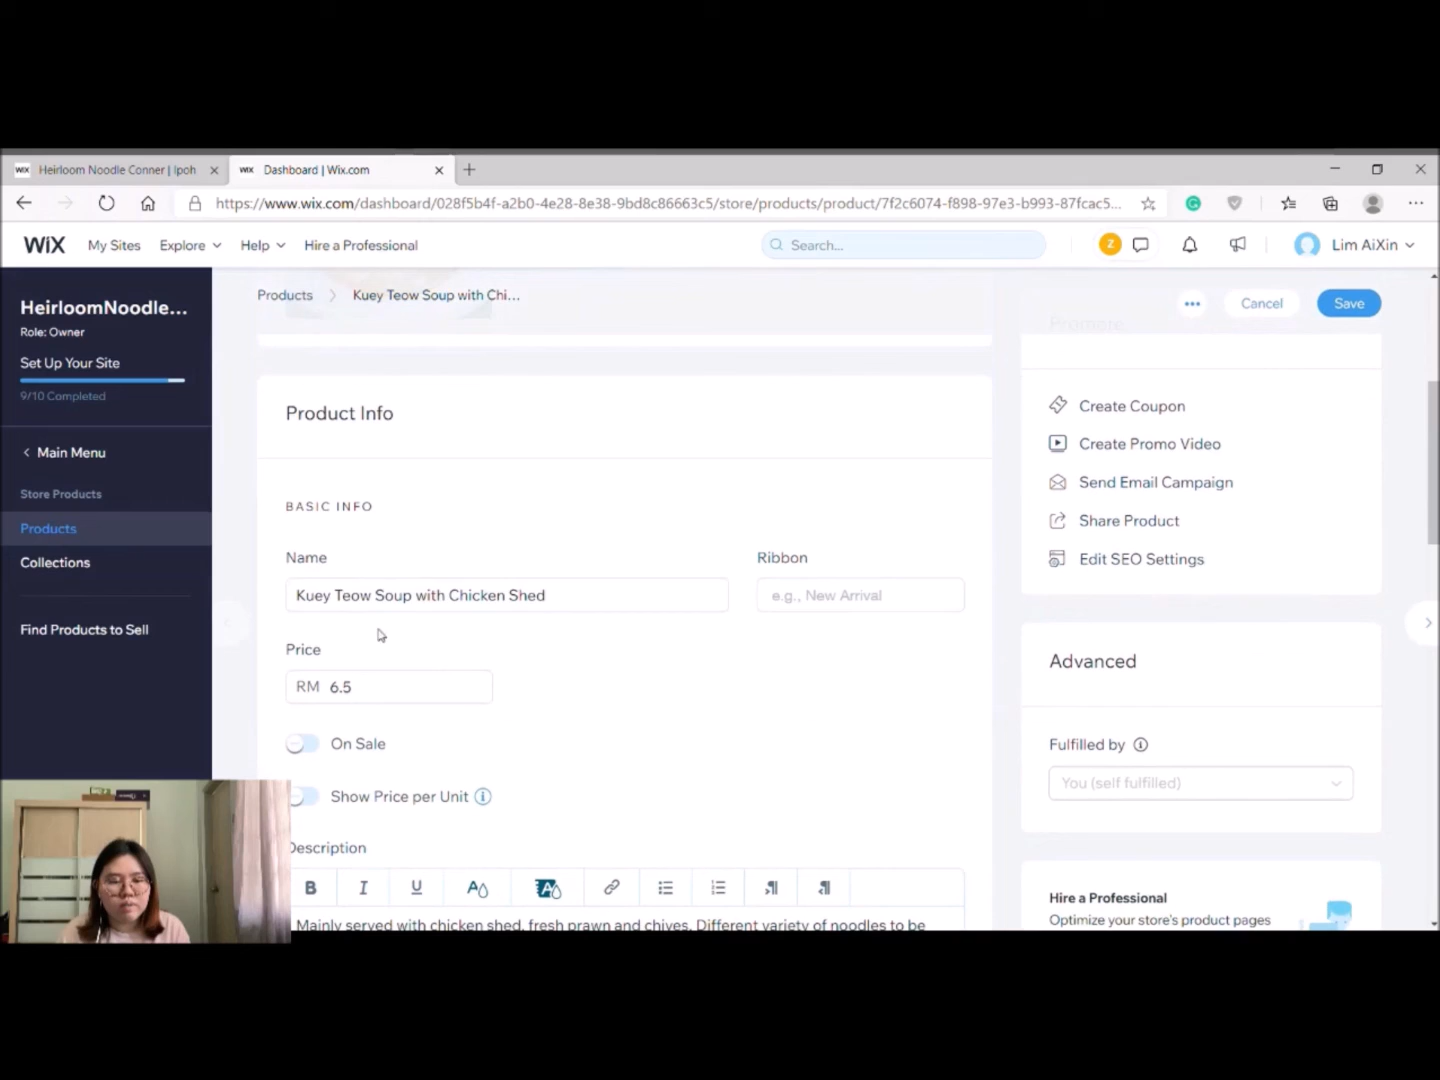 WIX Heirloom Noodle Conner | Ipoh
WIX Dashboard | Wix.com
https://www.wix.com/dashboard/028f5b4f-a2b0-4e28-8e38-9bd8c86663c5/store/products/product/7f2c6074-f898-97e3-b993-87fcac5...
WiX My Sites Explore Help Hire a Professional Search... Z Lim AiXin
HeirloomNoodle...
Role: Owner
Set Up Your Site
9/10 Completed
Main Menu
Store Products
Products
Collections
Find Products to Sell
Products Kuey Teow Soup with Chi...
Cancel Save
Promote
Product Info
BASIC INFO
Name Ribbon
Kuey Teow Soup with Chicken Shed e.g., New Arrival
Price
RM 6.5
On Sale
Show Price per Unit
Description
B I U A A
Mainly served with chicken shed, fresh prawn and chives. Different variety of noodles to be
Create Coupon
Create Promo Video
Send Email Campaign
Share Product
Edit SEO Settings
Advanced
Fulfilled by
You (self fulfilled)
Hire a Professional
Optimize your store's product pages